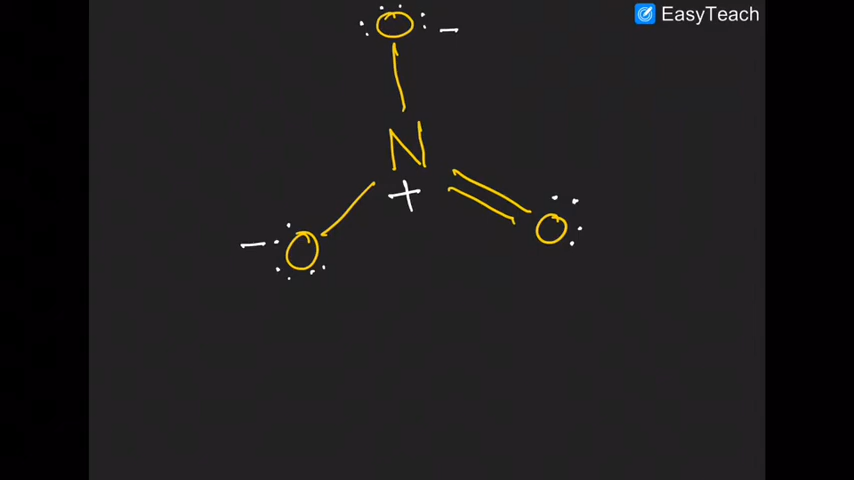 EasyTeach
O -
N
+
- O
O